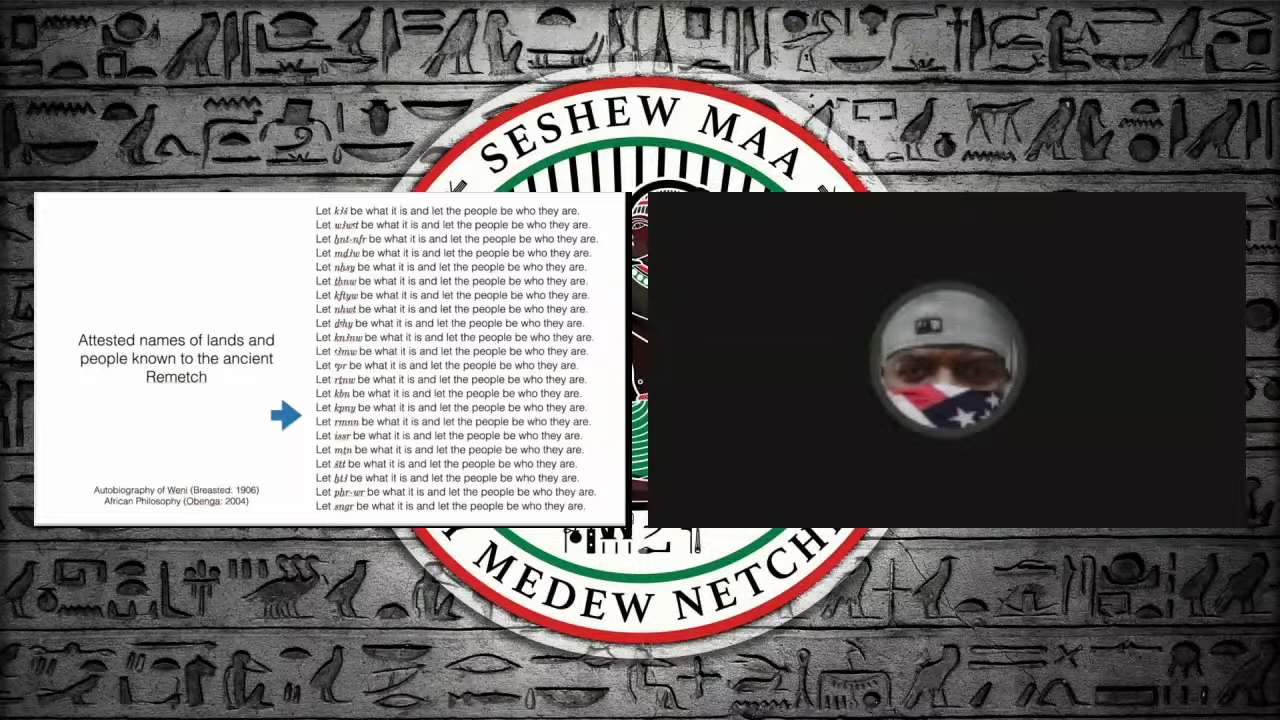 SESHEW MAA
MEDEW NETCH
Attested names of lands and
people known to the ancient
Remetch
Autobiography of Weni (Breasted: 1906)
African Philosophy (Obenga: 2004)
Let kꜣš be what it is and let the people be who they are.
Let wꜣwt be what it is and let the people be who they are.
Let ḫnt-nfr be what it is and let the people be who they are.
Let mḏꜣw be what it is and let the people be who they are.
Let nḥsy be what it is and let the people be who they are.
Let ṯḥnw be what it is and let the people be who they are.
Let kftyw be what it is and let the people be who they are.
Let nhwt be what it is and let the people be who they are.
Let ḏꜥhy be what it is and let the people be who they are.
Let knꜣnw be what it is and let the people be who they are.
Let ꜥꜣmw be what it is and let the people be who they are.
Let ꜥpr be what it is and let the people be who they are.
Let rṯnw be what it is and let the people be who they are.
Let kbn be what it is and let the people be who they are.
Let kpny be what it is and let the people be who they are.
Let rmnn be what it is and let the people be who they are.
Let issr be what it is and let the people be who they are.
Let mṯn be what it is and let the people be who they are.
Let štt be what it is and let the people be who they are.
Let ḫtꜣ be what it is and let the people be who they are.
Let pḫr-wr be what it is and let the people be who they are.
Let sngr be what it is and let the people be who they are.